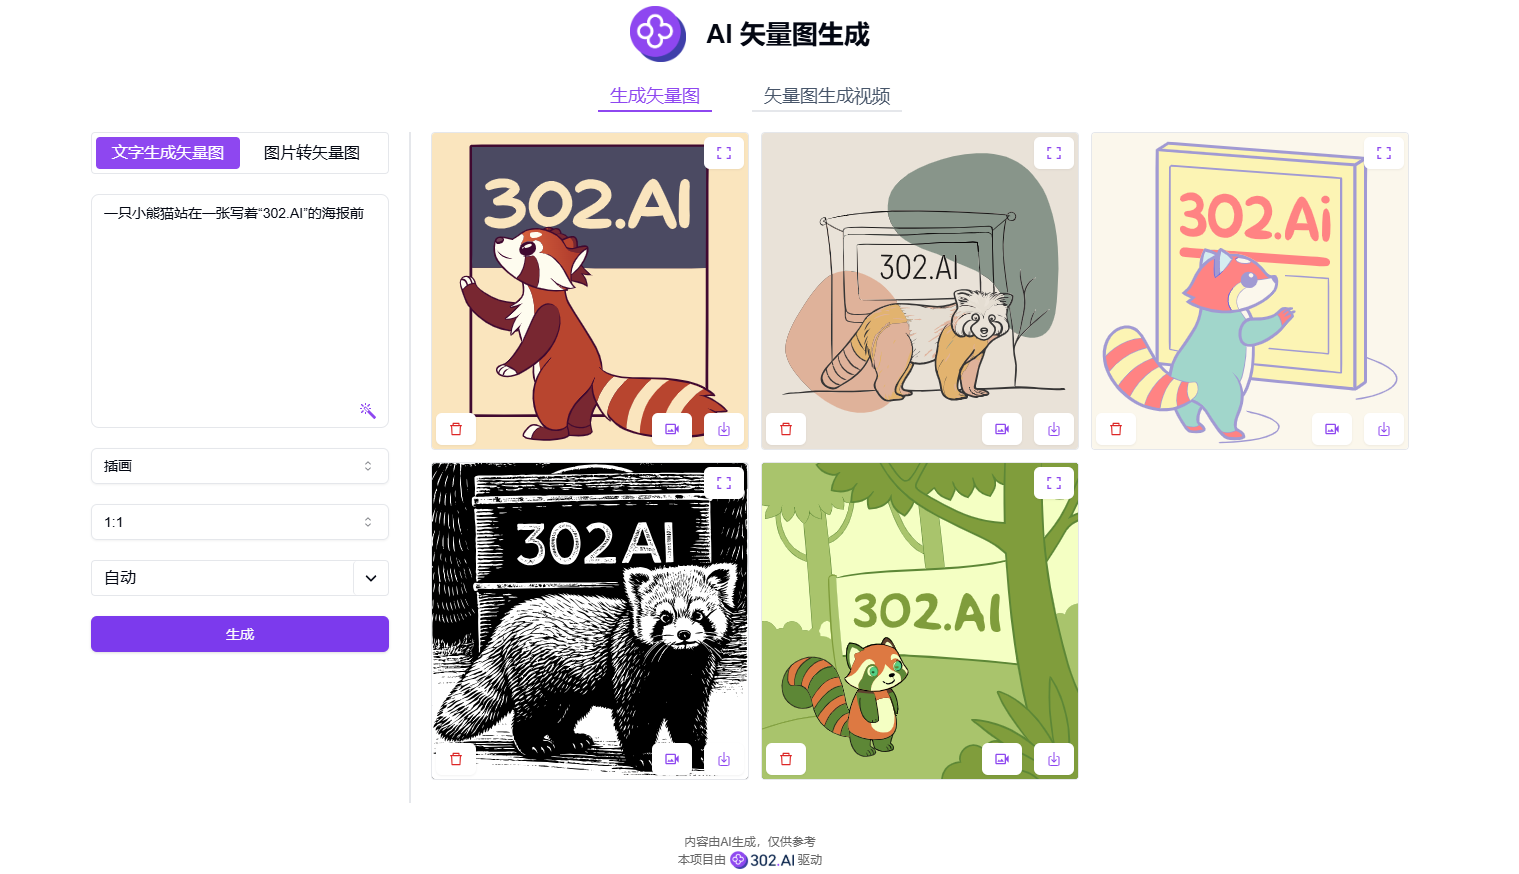 AI 矢量图生成
生成矢量图
矢量图生成视频
文字生成矢量图
图片转矢量图
一只小熊猫站在一张写着“302.AI”的海报前
插画
1:1
自动
生成
302.AI
302.AI
302.Ai
302AI
302.AI
内容由AI生成，仅供参考
本项目由 302.AI 驱动